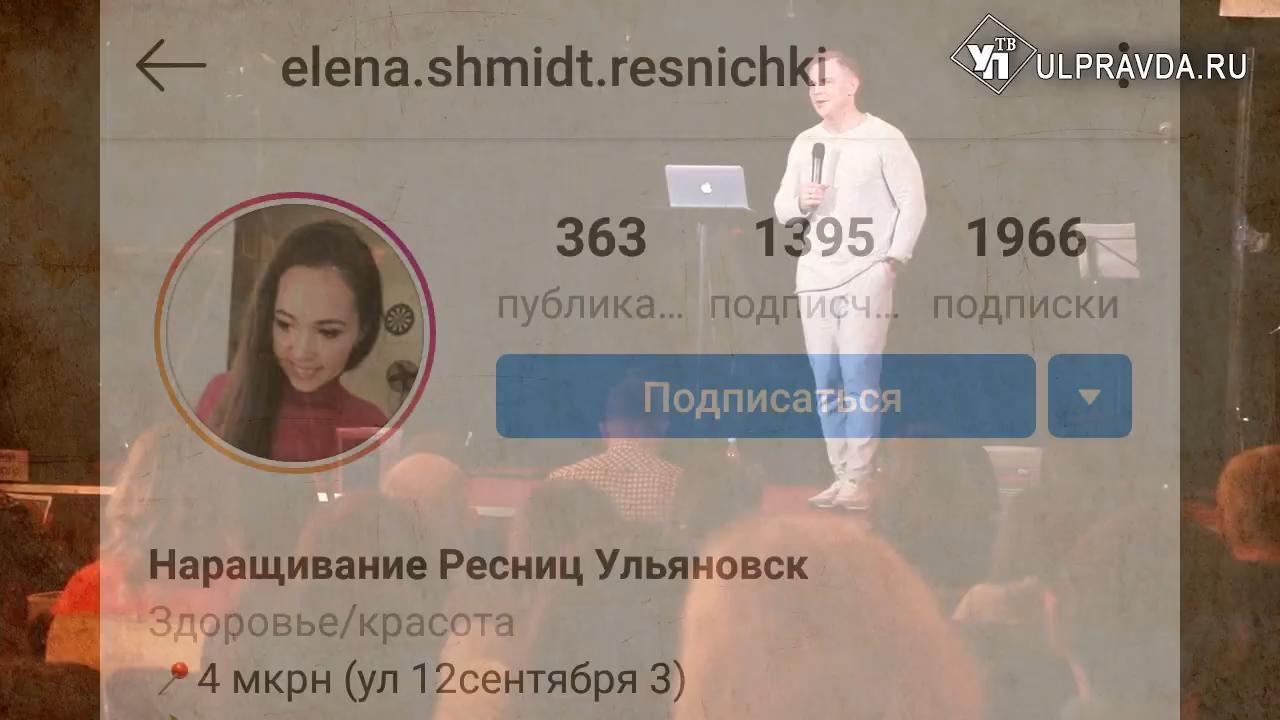 elena.shmidt.resnichki
УП ТВ
ULPRAVDA.RU
363 1395 1966
публика... подписч... подписки
Подписаться
Наращивание Ресниц Ульяновск
Здоровье/красота
4 мкрн (ул 12сентября 3)